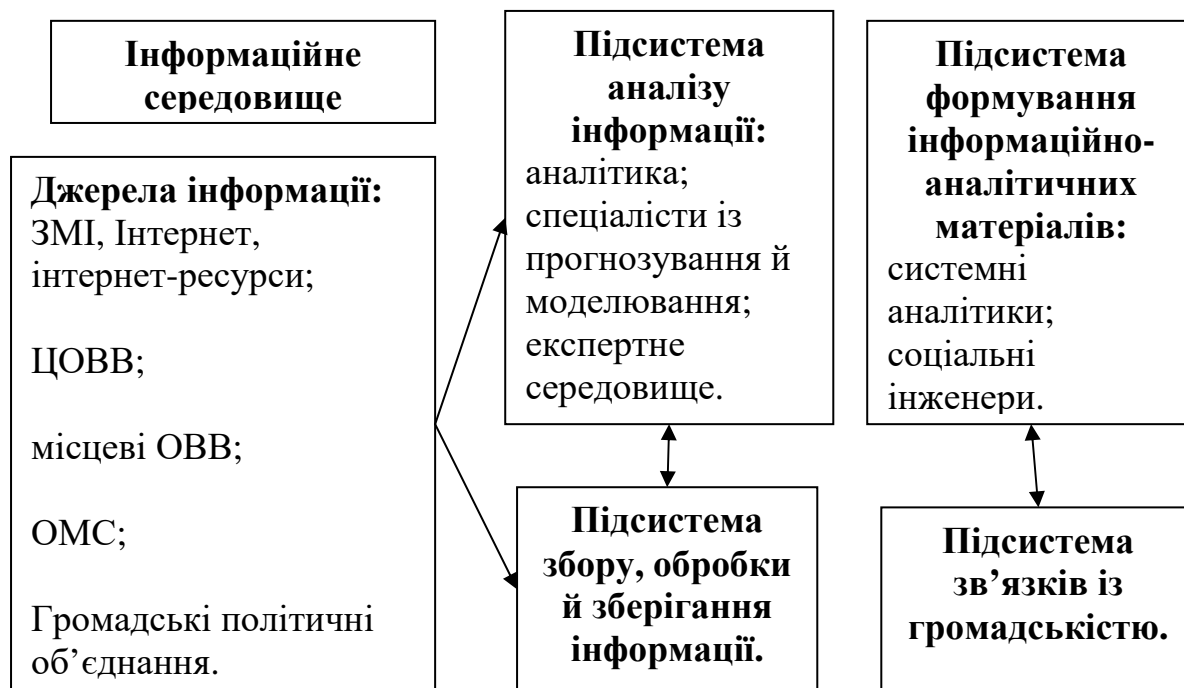 Інформаційне
середовище
Джерела інформації:
ЗМІ, Інтернет,
інтернет-ресурси;
ЦОВВ;
місцеві ОВВ;
ОМС;
Громадські політичні
об’єднання.
Підсистема
аналізу
інформації:
аналітика;
спеціалісти із
прогнозування й
моделювання;
експертне
середовище.
Підсистема
збору, обробки
й зберігання
інформації.
Підсистема
формування
інформаційно-
аналітичних
матеріалів:
системні
аналітики;
соціальні
інженери.
Підсистема
зв’язків із
громадськістю.